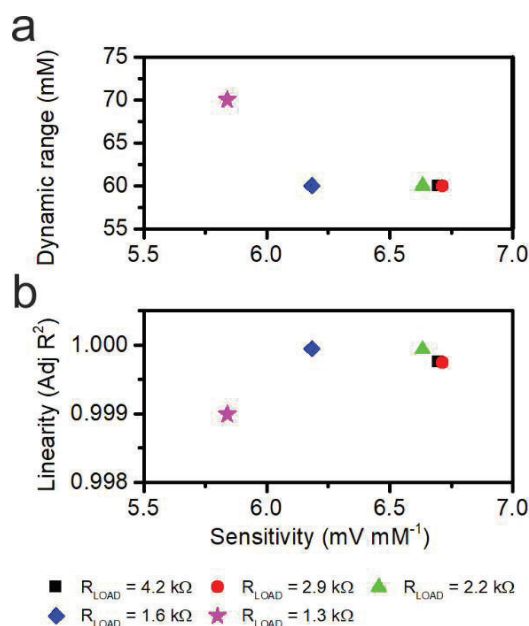 a
Dynamic range (mM)
75
70
65
60
55
5.5 6.0 6.5 7.0
b
Linearity (Adj R²)
1.000
0.999
0.998
5.5 6.0 6.5 7.0
Sensitivity (mV mM⁻¹)
R_LOAD = 4.2 kΩ R_LOAD = 2.9 kΩ R_LOAD = 2.2 kΩ
R_LOAD = 1.6 kΩ R_LOAD = 1.3 kΩ